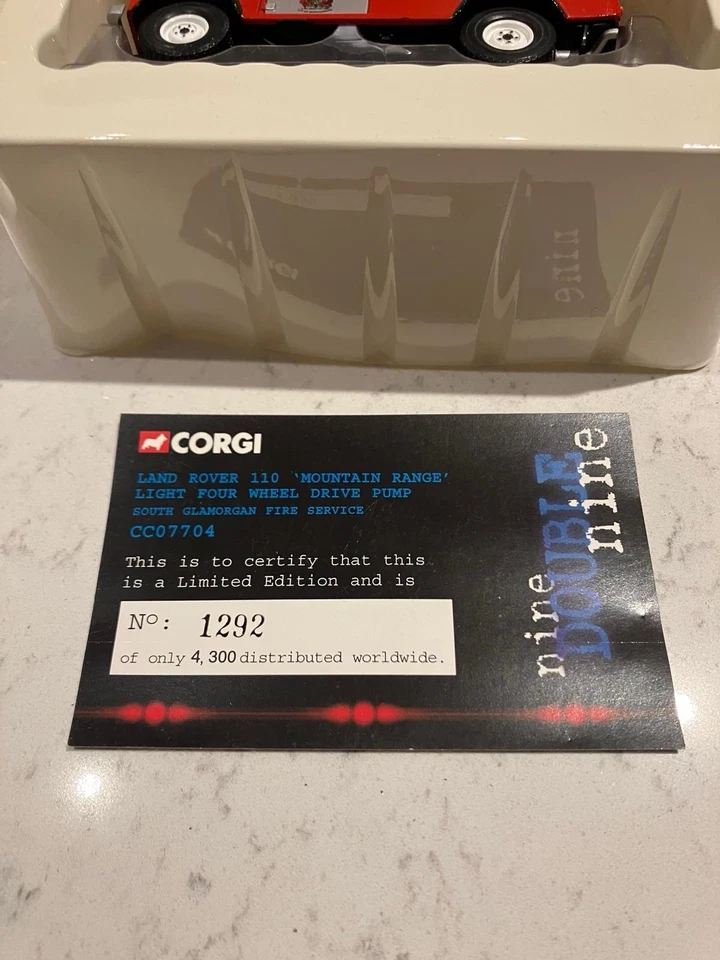 CORGI
LAND ROVER 110 'MOUNTAIN RANGE'
LIGHT FOUR WHEEL DRIVE PUMP
SOUTH GLAMORGAN FIRE SERVICE
CC07704
This is to certify that this
is a Limited Edition and is
Nº: 1292
of only 4,300 distributed worldwide.
nine
DOUBLE
nine